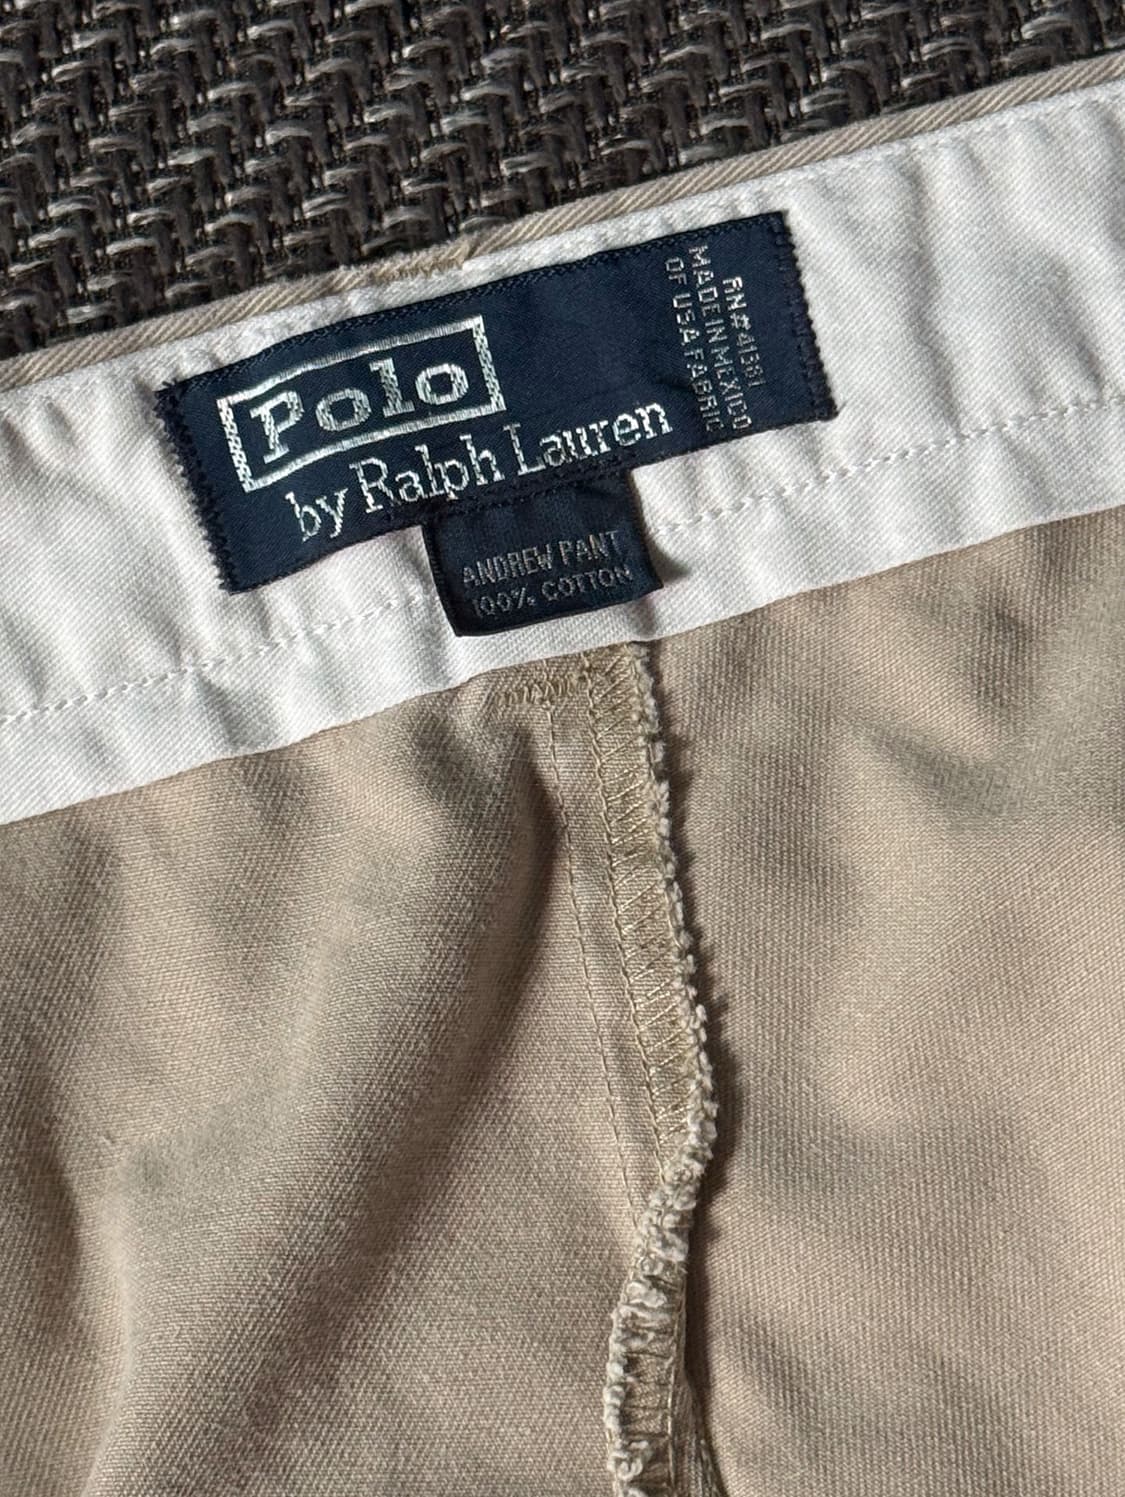 Polo
by Ralph Lauren
RN#41381
MADE IN MEXICO
OF USA FABRIC
ANDREW PANT
100% COTTON